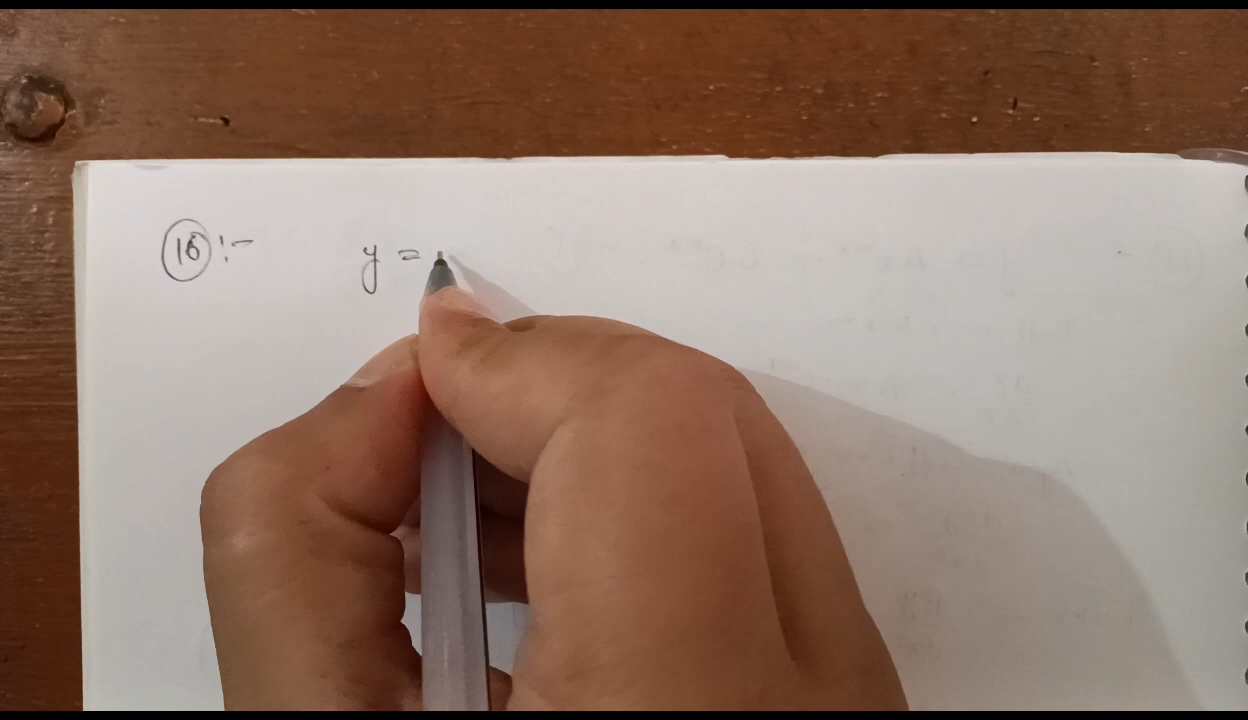 16 :- y =